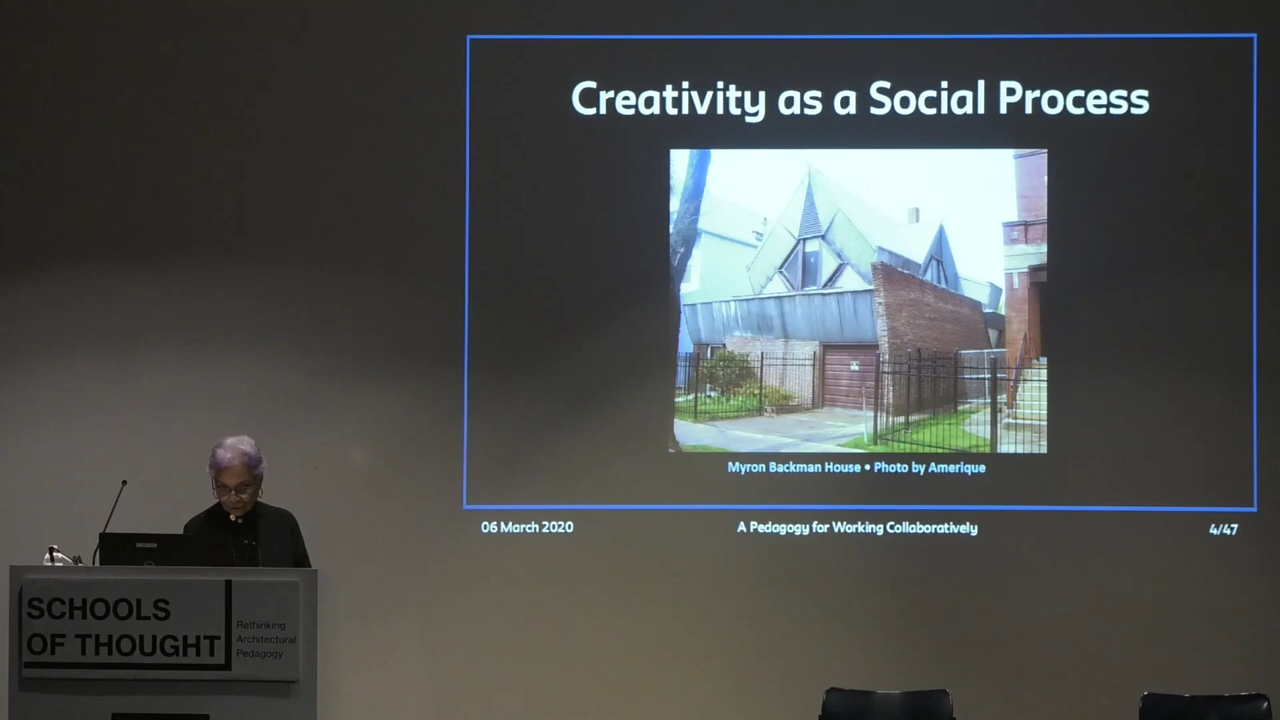 Creativity as a Social Process
Myron Backman House • Photo by Amerique
06 March 2020
A Pedagogy for Working Collaboratively
4/47
SCHOOLS
OF THOUGHT
Rethinking
Architectural
Pedagogy